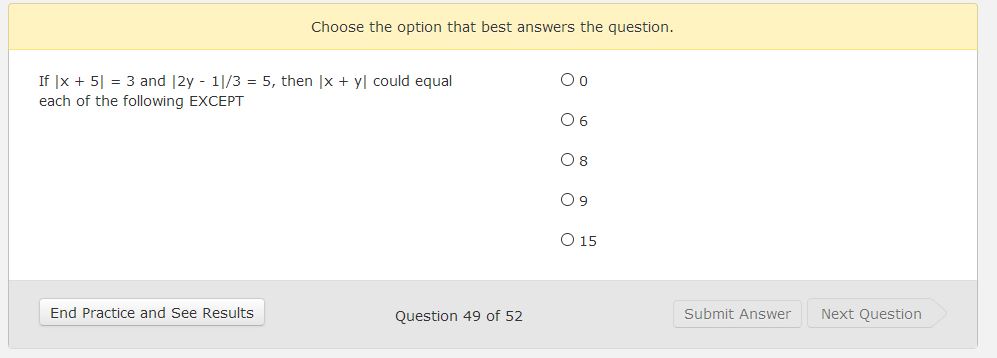 Choose the option that best answers the question.
If |x + 5| = 3 and |2y - 1|/3 = 5, then |x + y| could equal
each of the following EXCEPT
0
6
8
9
15
End Practice and See Results
Question 49 of 52
Submit Answer
Next Question